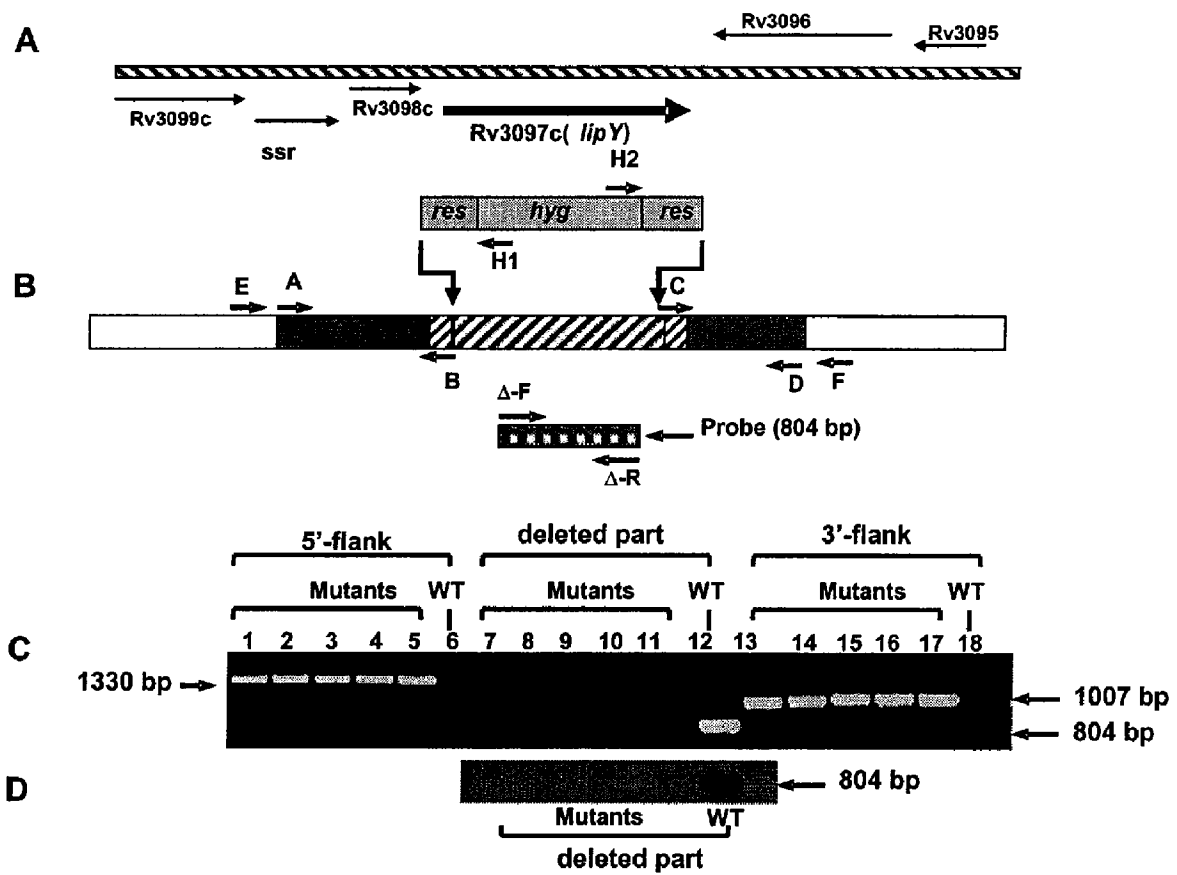 A
Rv3096
Rv3095
Rv3099c
Rv3098c
ssr
Rv3097c( lipY)
H2
res hyg res
H1
B
E A C
B D F
Δ-F
Probe (804 bp)
Δ-R
5'-flank deleted part 3'-flank
Mutants WT Mutants WT Mutants WT
C
1 2 3 4 5 6 7 8 9 10 11 12 13 14 15 16 17 18
1330 bp
1007 bp
804 bp
D
804 bp
Mutants WT
deleted part